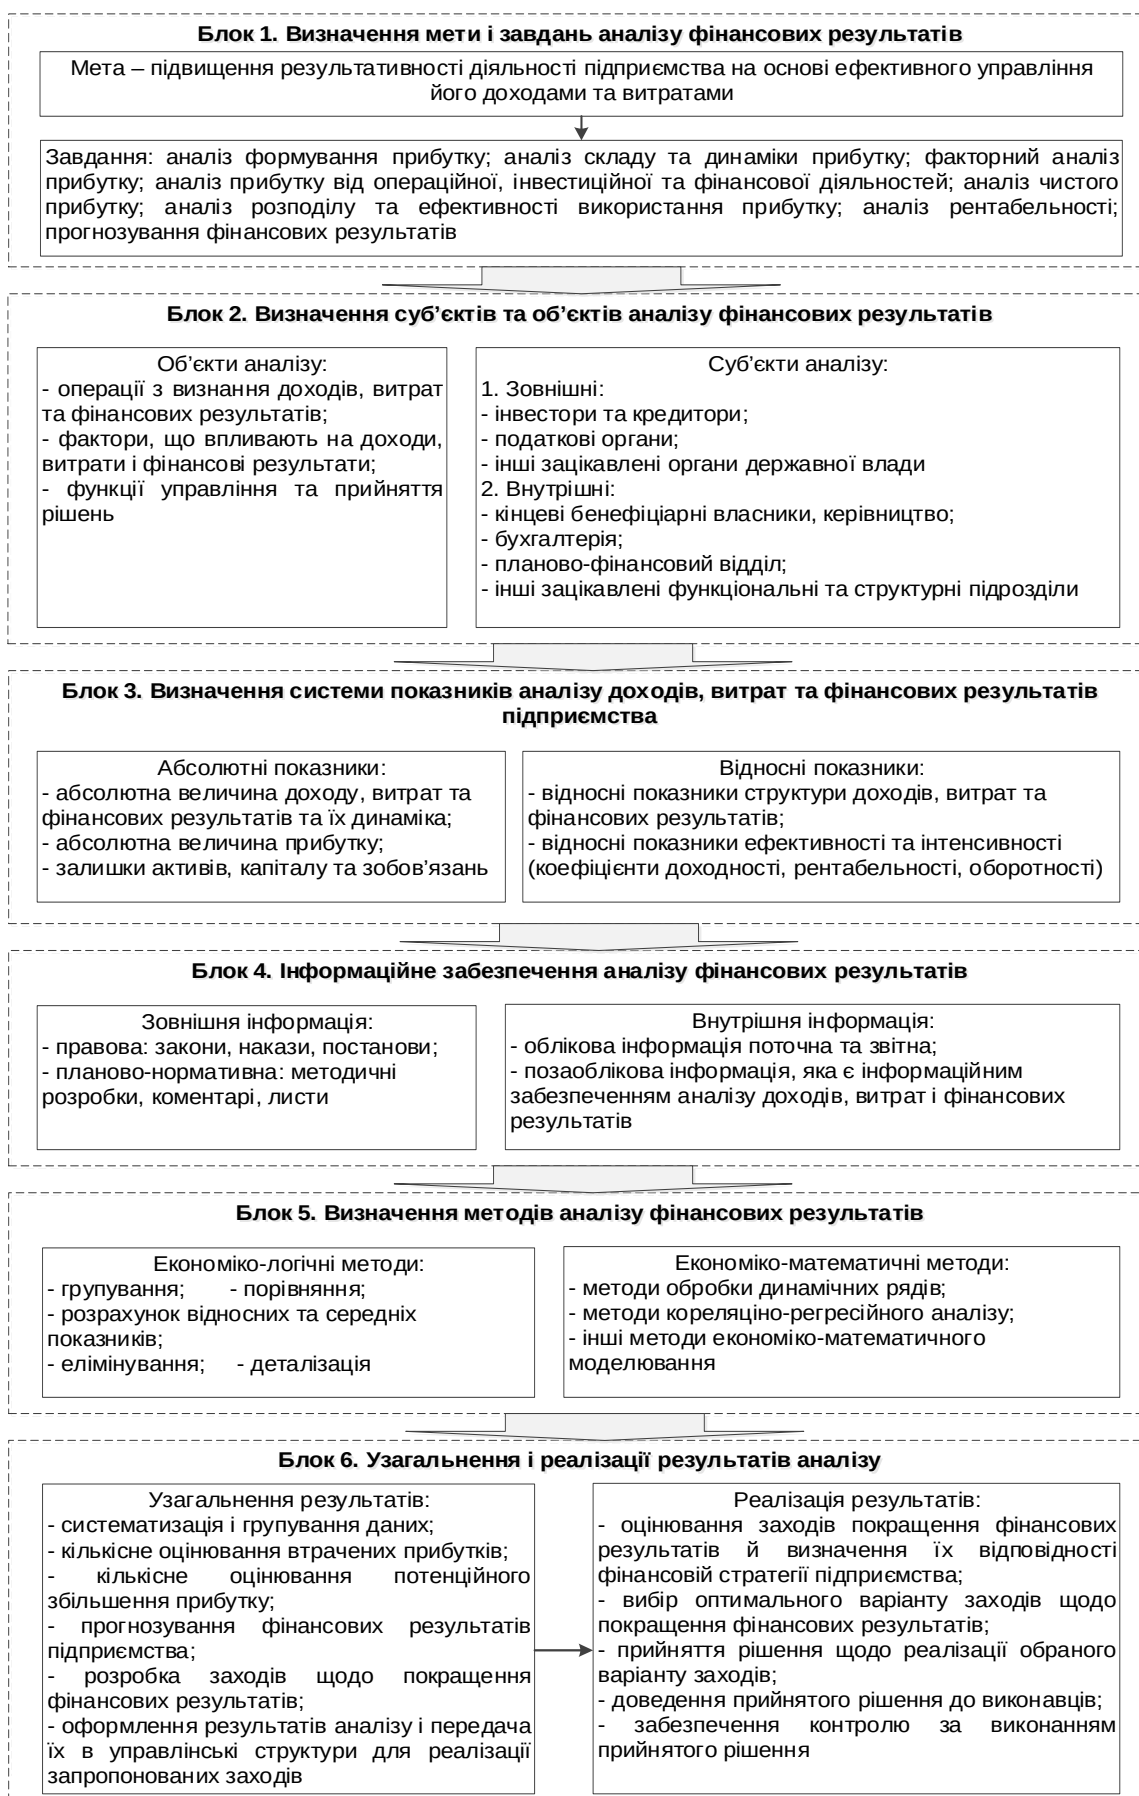 Блок 1. Визначення мети і завдань аналізу фінансових результатів
Мета – підвищення результативності діяльності підприємства на основі ефективного управління
його доходами та витратами
Завдання: аналіз формування прибутку; аналіз складу та динаміки прибутку; факторний аналіз
прибутку; аналіз прибутку від операційної, інвестиційної та фінансової діяльностей; аналіз чистого
прибутку; аналіз розподілу та ефективності використання прибутку; аналіз рентабельності;
прогнозування фінансових результатів
Блок 2. Визначення суб’єктів та об’єктів аналізу фінансових результатів
Об’єкти аналізу:
- операції з визнання доходів, витрат
та фінансових результатів;
- фактори, що впливають на доходи,
витрати і фінансові результати;
- функції управління та прийняття
рішень
Суб’єкти аналізу:
1. Зовнішні:
- інвестори та кредитори;
- податкові органи;
- інші зацікавлені органи державної влади
2. Внутрішні:
- кінцеві бенефіціарні власники, керівництво;
- бухгалтерія;
- планово-фінансовий відділ;
- інші зацікавлені функціональні та структурні підрозділи
Блок 3. Визначення системи показників аналізу доходів, витрат та фінансових результатів
підприємства
Абсолютні показники:
- абсолютна величина доходу, витрат та
фінансових результатів та їх динаміка;
- абсолютна величина прибутку;
- залишки активів, капіталу та зобов’язань
Відносні показники:
- відносні показники структури доходів, витрат та
фінансових результатів;
- відносні показники ефективності та інтенсивності
(коефіцієнти доходності, рентабельності, оборотності)
Блок 4. Інформаційне забезпечення аналізу фінансових результатів
Зовнішня інформація:
- правова: закони, накази, постанови;
- планово-нормативна: методичні
розробки, коментарі, листи
Внутрішня інформація:
- облікова інформація поточна та звітна;
- позаоблікова інформація, яка є інформаційним
забезпеченням аналізу доходів, витрат і фінансових
результатів
Блок 5. Визначення методів аналізу фінансових результатів
Економіко-логічні методи:
- групування; - порівняння;
- розрахунок відносних та середніх
показників;
- елімінування; - деталізація
Економіко-математичні методи:
- методи обробки динамічних рядів;
- методи кореляціно-регресійного аналізу;
- інші методи економіко-математичного
моделювання
Блок 6. Узагальнення і реалізації результатів аналізу
Узагальнення результатів:
- систематизація і групування даних;
- кількісне оцінювання втрачених прибутків;
- кількісне оцінювання потенційного
збільшення прибутку;
- прогнозування фінансових результатів
підприємства;
- розробка заходів щодо покращення
фінансових результатів;
- оформлення результатів аналізу і передача
їх в управлінські структури для реалізації
запропонованих заходів
Реалізація результатів:
- оцінювання заходів покращення фінансових
результатів й визначення їх відповідності
фінансовій стратегії підприємства;
- вибір оптимального варіанту заходів щодо
покращення фінансових результатів;
- прийняття рішення щодо реалізації обраного
варіанту заходів;
- доведення прийнятого рішення до виконавців;
- забезпечення контролю за виконанням
прийнятого рішення